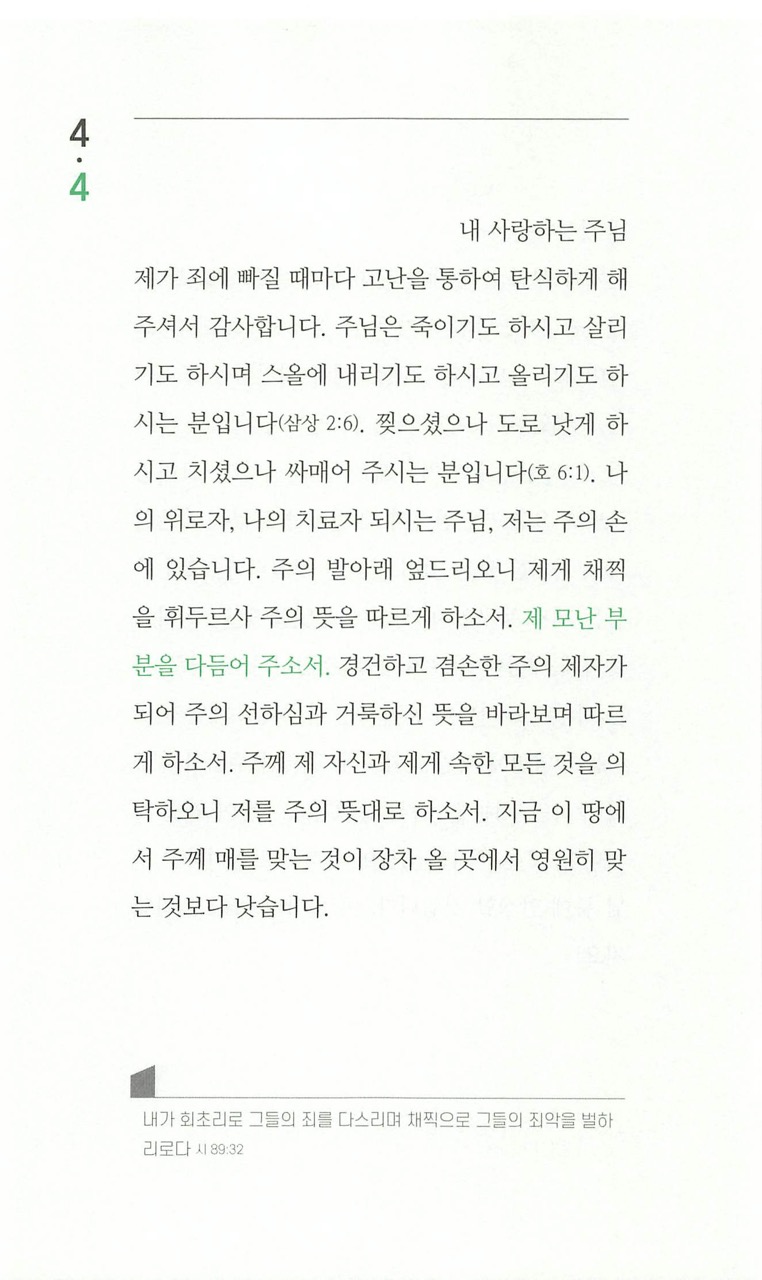 4
·
4
내 사랑하는 주님
제가 죄에 빠질 때마다 고난을 통하여 탄식하게 해
주셔서 감사합니다. 주님은 죽이기도 하시고 살리
기도 하시며 스올에 내리기도 하시고 올리기도 하
시는 분입니다(삼상 2:6). 찢으셨으나 도로 낫게 하
시고 치셨으나 싸매어 주시는 분입니다(호 6:1). 나
의 위로자, 나의 치료자 되시는 주님, 저는 주의 손
에 있습니다. 주의 발아래 엎드리오니 제게 채찍
을 휘두르사 주의 뜻을 따르게 하소서. 제 모난 부
분을 다듬어 주소서. 경건하고 겸손한 주의 제자가
되어 주의 선하심과 거룩하신 뜻을 바라보며 따르
게 하소서. 주께 제 자신과 제게 속한 모든 것을 의
탁하오니 저를 주의 뜻대로 하소서. 지금 이 땅에
서 주께 매를 맞는 것이 장차 올 곳에서 영원히 맞
는 것보다 낫습니다.
내가 회초리로 그들의 죄를 다스리며 채찍으로 그들의 죄악을 벌하
리로다 시 89:32